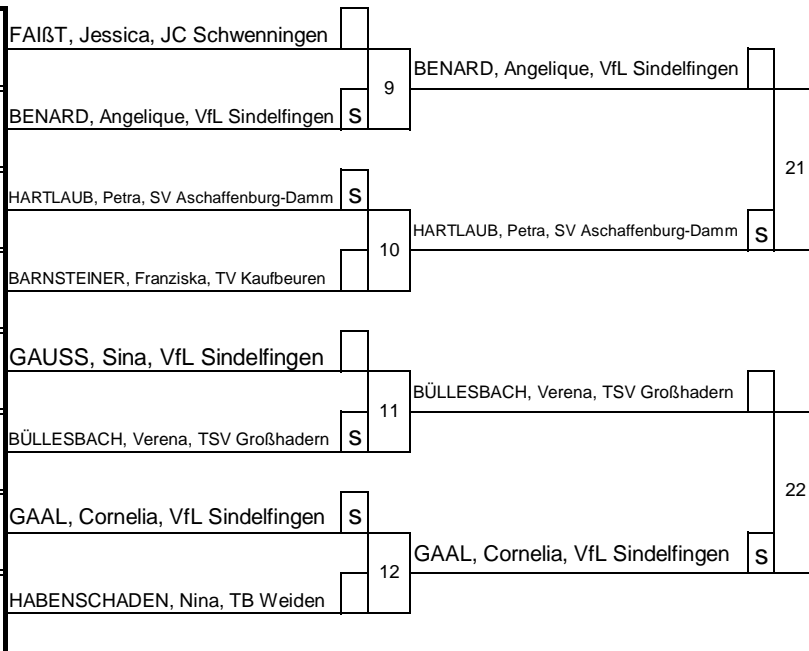 FAIßT, Jessica, JC Schwenningen
9
BENARD, Angelique, VfL Sindelfingen
BENARD, Angelique, VfL Sindelfingen s
21
HARTLAUB, Petra, SV Aschaffenburg-Damm s
10
HARTLAUB, Petra, SV Aschaffenburg-Damm s
BARNSTEINER, Franziska, TV Kaufbeuren
GAUSS, Sina, VfL Sindelfingen
11
BÜLLESBACH, Verena, TSV Großhadern
BÜLLESBACH, Verena, TSV Großhadern s
22
GAAL, Cornelia, VfL Sindelfingen s
12
GAAL, Cornelia, VfL Sindelfingen s
HABENSCHADEN, Nina, TB Weiden